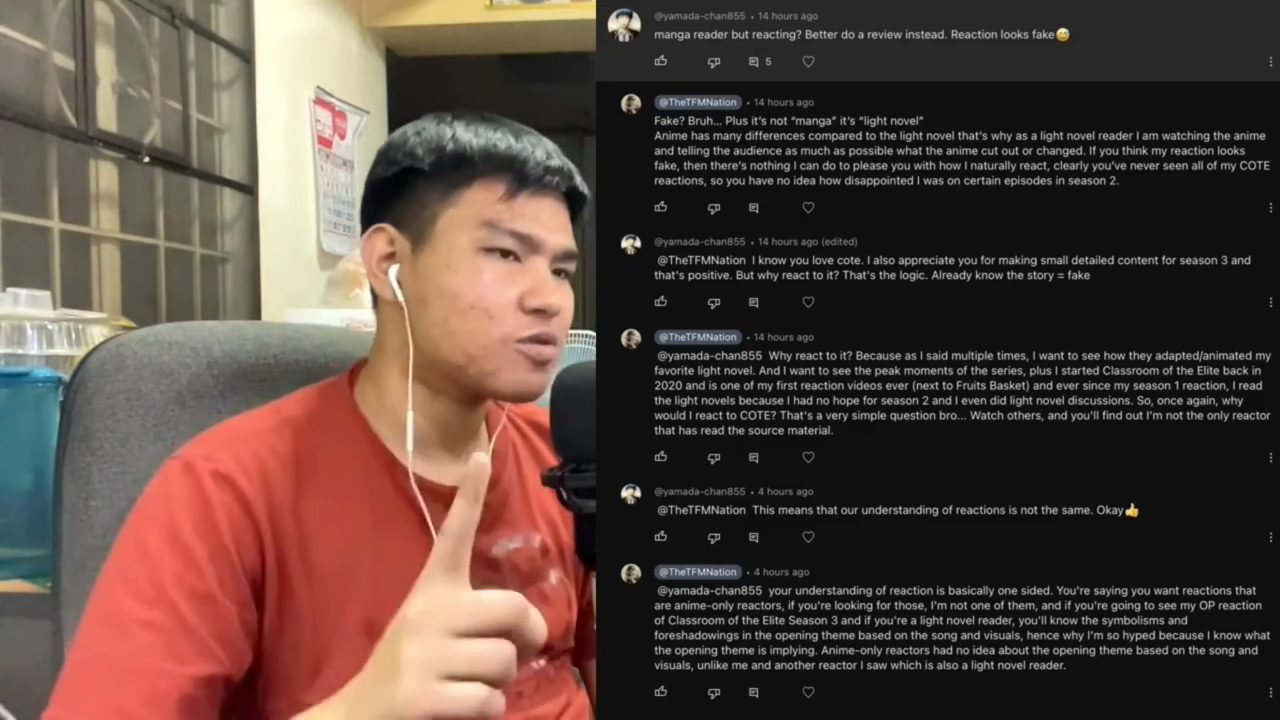 @yamada-chan855 • 14 hours ago
manga reader but reacting? Better do a review instead. Reaction looks fake😅
5
@TheTFMNation • 14 hours ago
Fake? Bruh... Plus it's not "manga" it's "light novel"
Anime has many differences compared to the light novel that's why as a light novel reader I am watching the anime
and telling the audience as much as possible what the anime cut out or changed. If you think my reaction looks
fake, then there's nothing I can do to please you with how I naturally react, clearly you've never seen all of my COTE
reactions, so you have no idea how disappointed I was on certain episodes in season 2.
@yamada-chan855 • 14 hours ago (edited)
@TheTFMNation I know you love cote. I also appreciate you for making small detailed content for season 3 and
that's positive. But why react to it? That's the logic. Already know the story = fake
@TheTFMNation • 14 hours ago
@yamada-chan855 Why react to it? Because as I said multiple times, I want to see how they adapted/animated my
favorite light novel. And I want to see the peak moments of the series, plus I started Classroom of the Elite back in
2020 and is one of my first reaction videos ever (next to Fruits Basket) and ever since my season 1 reaction, I read
the light novels because I had no hope for season 2 and I even did light novel discussions. So, once again, why
would I react to COTE? That's a very simple question bro... Watch others, and you'll find out I'm not the only reactor
that has read the source material.
@yamada-chan855 • 4 hours ago
@TheTFMNation This means that our understanding of reactions is not the same. Okay👍
@TheTFMNation • 4 hours ago
@yamada-chan855 your understanding of reaction is basically one sided. You're saying you want reactions that
are anime-only reactors, if you're looking for those, I'm not one of them, and if you're going to see my OP reaction
of Classroom of the Elite Season 3 and if you're a light novel reader, you'll know the symbolisms and
foreshadowings in the opening theme based on the song and visuals, hence why I'm so hyped because I know what
the opening theme is implying. Anime-only reactors had no idea about the opening theme based on the song and
visuals, unlike me and another reactor I saw which is also a light novel reader.